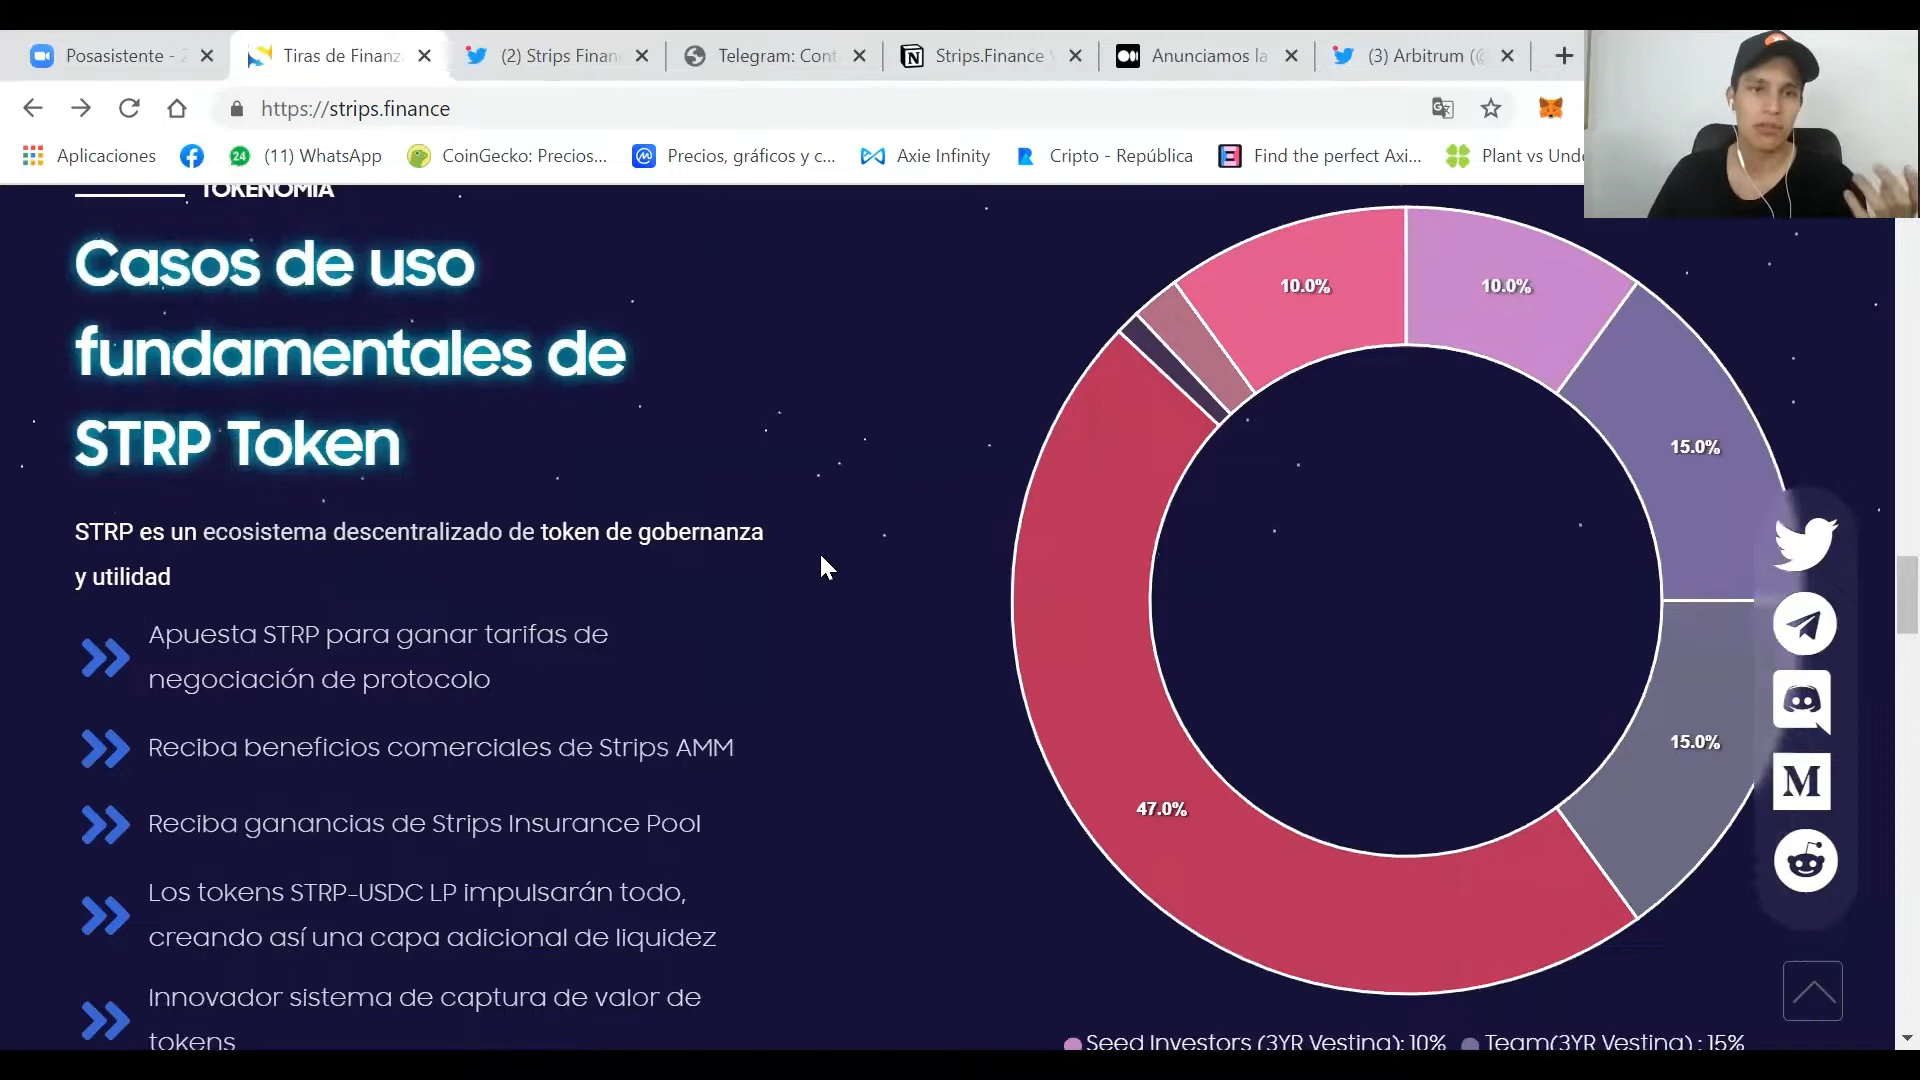 Posasistente - Z
Tiras de Finanz
(2) Strips Finan
Telegram: Cont
Strips.Finance
Anunciamos la
(3) Arbitrum (@
https://strips.finance
Aplicaciones
24
(11) WhatsApp
CoinGecko: Precios...
Precios, gráficos y c...
Axie Infinity
Cripto - República
Find the perfect Axi...
Plant vs Unde
TOKENOMIA
Casos de uso
fundamentales de
STRP Token
STRP es un ecosistema descentralizado de token de gobernanza
y utilidad
Apuesta STRP para ganar tarifas de
negociación de protocolo
Reciba beneficios comerciales de Strips AMM
Reciba ganancias de Strips Insurance Pool
Los tokens STRP-USDC LP impulsarán todo,
creando así una capa adicional de liquidez
Innovador sistema de captura de valor de
tokens
10.0%
10.0%
15.0%
15.0%
47.0%
Seed Investors (3YR Vesting): 10%
Team(3YR Vesting) : 15%